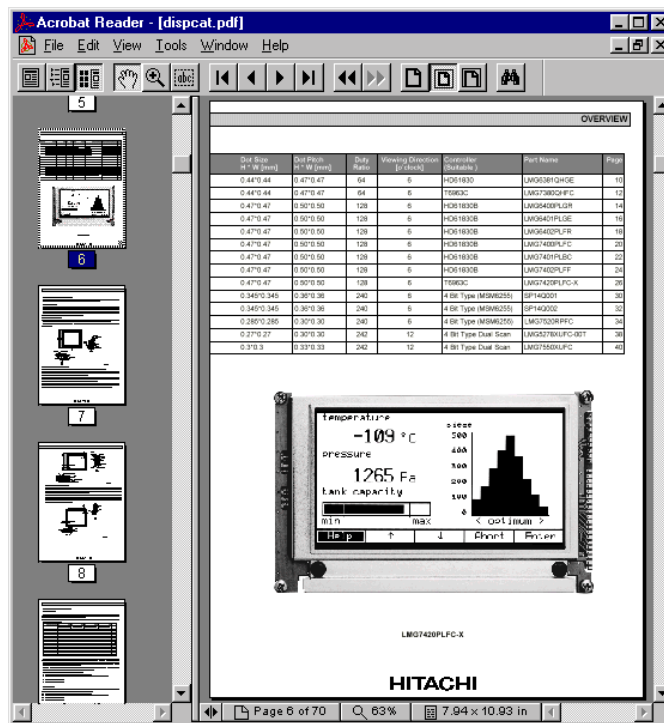 Acrobat Reader - [dispcat.pdf]
File Edit View Tools Window Help
abc
5
6
7
8
OVERVIEW
Dot Size H * W [mm] Dot Pitch H * W [mm] Duty Ratio Viewing Direction [o'clock] Controller (Suitable) Part Name Page
0.44*0.44 0.47*0.47 64 6 HD61830 LMG6381QHGE 10
0.44*0.44 0.47*0.47 64 6 T6963C LMG7380QHFC 12
0.47*0.47 0.50*0.50 128 6 HD61830B LMG6400PLGR 14
0.47*0.47 0.50*0.50 128 6 HD61830B LMG6401PLGE 16
0.47*0.47 0.50*0.50 128 6 HD61830B LMG6402PLFR 18
0.47*0.47 0.50*0.50 128 6 HD61830B LMG7400PLFC 20
0.47*0.47 0.50*0.50 128 6 HD61830B LMG7401PLBC 22
0.47*0.47 0.50*0.50 128 6 HD61830B LMG7402PLFF 24
0.47*0.47 0.50*0.50 128 6 T6963C LMG7420PLFC-X 26
0.345*0.345 0.36*0.36 240 6 4 Bit Type (MSM6255) SP14Q001 30
0.345*0.345 0.36*0.36 240 6 4 Bit Type (MSM6255) SP14Q002 32
0.285*0.285 0.30*0.30 240 6 4 Bit Type (MSM6255) LMG7520RPFC 34
0.27*0.27 0.30*0.30 242 12 4 Bit Type Dual Scan LMG5278XUFC-00T 38
0.3*0.3 0.33*0.33 242 12 4 Bit Type Dual Scan LMG7550XUFC 40
temperature
-109 °C
pressure
1265 Pa
tank capacity
min max
500
400
300
200
100
0
< optimum >
Help ↑ ↓ Abort Enter
LMG7420PLFC-X
HITACHI
Page 6 of 70 63% 7.94 x 10.93 in